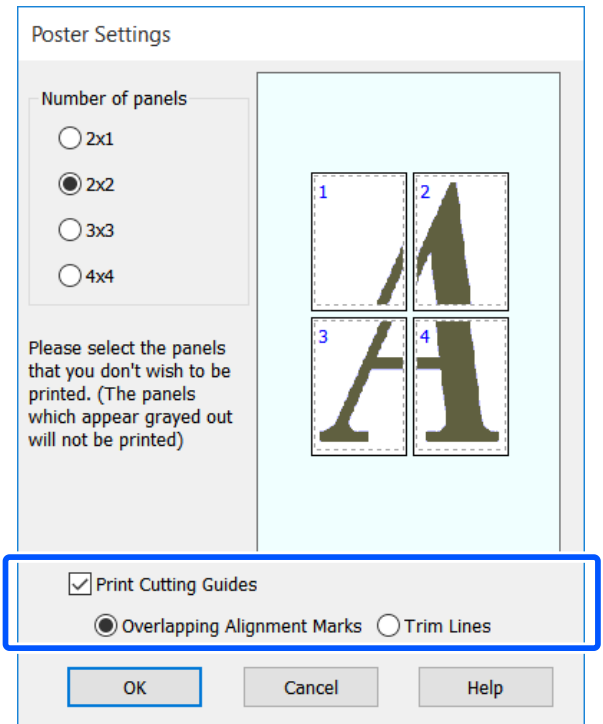 Poster Settings
Number of panels
2x1
2x2
3x3
4x4
1
2
3
4
Please select the panels
that you don't wish to be
printed. (The panels
which appear grayed out
will not be printed)
Print Cutting Guides
Overlapping Alignment Marks Trim Lines
OK Cancel Help